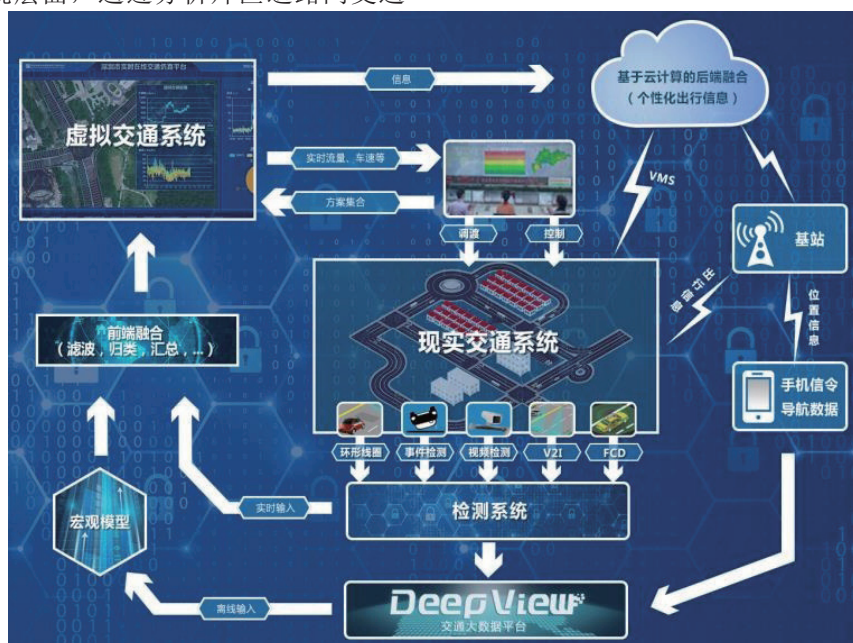 信息
基于云计算的后端融合
（个性化出行信息）
虚拟交通系统
实时流量、车速等
方案集合
VMS
调渡
控制
基站
出行信息
位置信息
前端融合
（滤波，归类，汇总，...）
现实交通系统
手机信令
导航数据
环形线圈
事件检测
视频检测
V2I
FCD
宏观模型
实时输入
检测系统
离线输入
DeepView
交通大数据平台